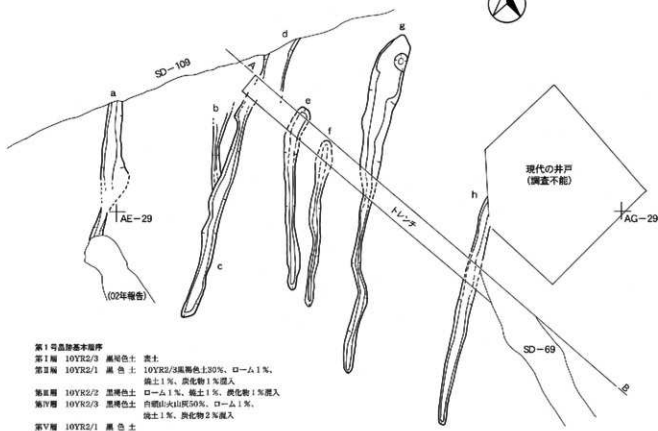 SD-109
a
b
A
d
e
f
g
c
h
トレンチ
現代の井戸
(調査不能)
AE-29
AG-29
(02年報告)
SD-69
B
第1号畠跡基本層序
第Ⅰ層 10YR2/3 黒褐色土 表土
第Ⅱ層 10YR2/1 黒色土 10YR2/3黒褐色土30%、ローム1%、
焼土1%、炭化物1%混入
第Ⅲ層 10YR2/2 黒褐色土 ローム1%、焼土1%、炭化物1%混入
第Ⅳ層 10YR2/3 黒褐色土 白頭山火山灰50%、ローム1%、
焼土1%、炭化物2%混入
第Ⅴ層 10YR2/1 黒色土